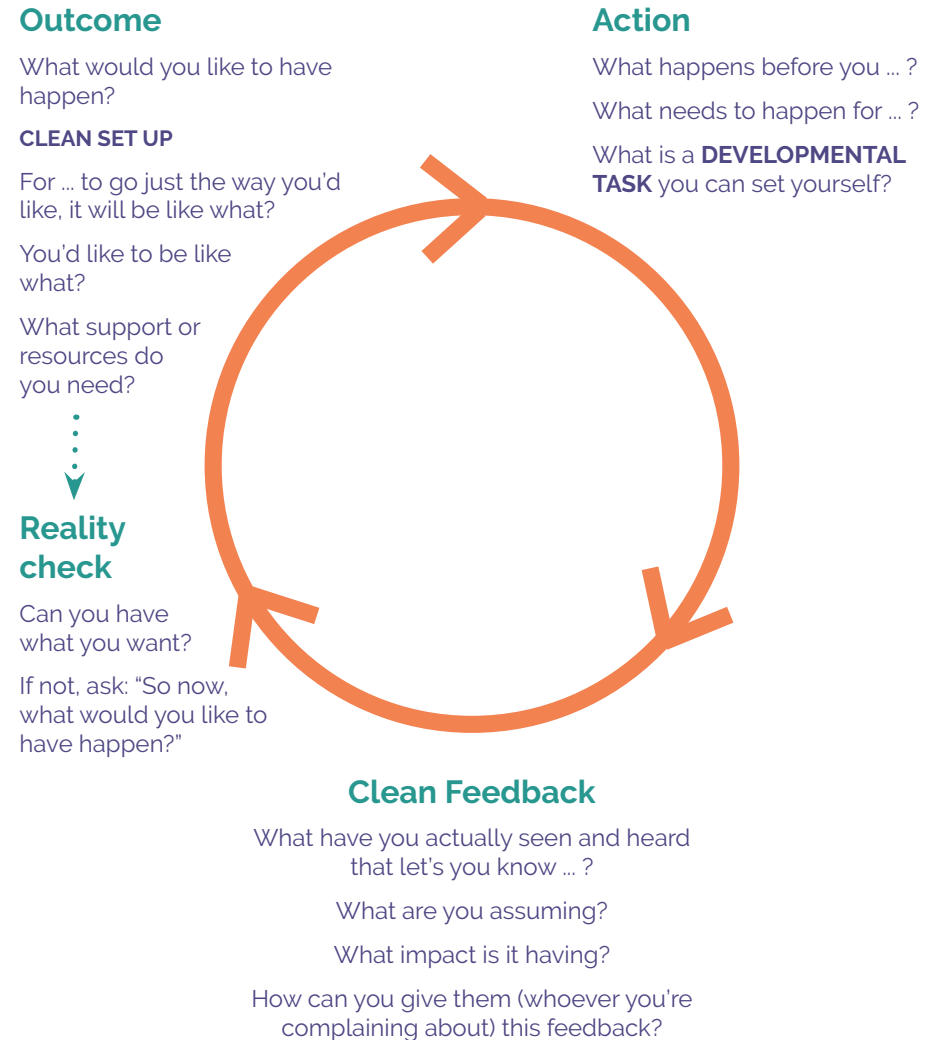 Outcome
What would you like to have
happen?
CLEAN SET UP
For ... to go just the way you'd
like, it will be like what?
You'd like to be like
what?
What support or
resources do
you need?
Reality
check
Can you have
what you want?
If not, ask: “So now,
what would you like to
have happen?”
Action
What happens before you ... ?
What needs to happen for ... ?
What is a DEVELOPMENTAL
TASK you can set yourself?
Clean Feedback
What have you actually seen and heard
that let's you know ... ?
What are you assuming?
What impact is it having?
How can you give them (whoever you're
complaining about) this feedback?